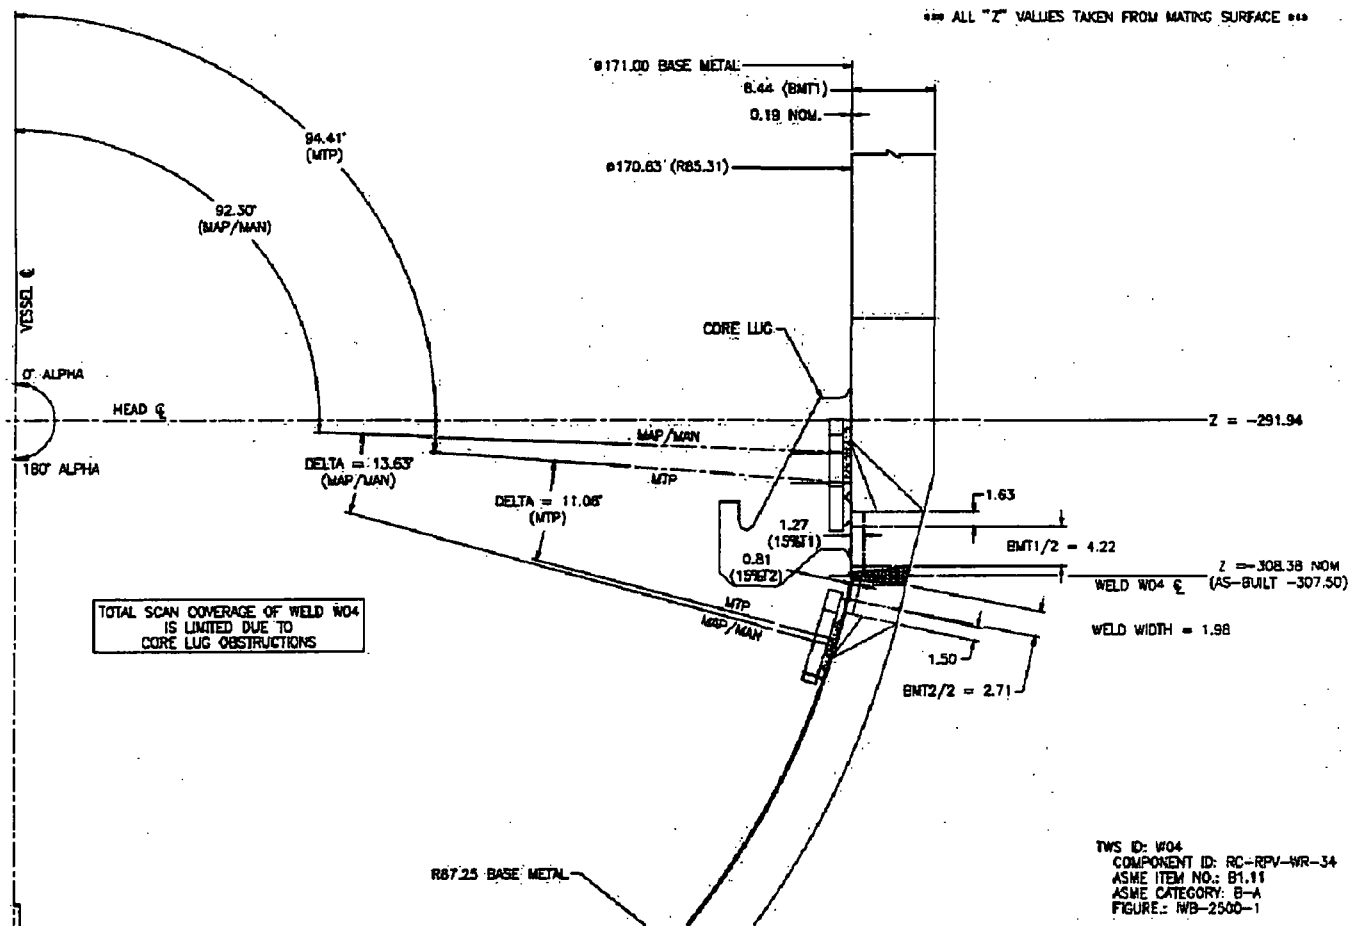 *** ALL "Z" VALUES TAKEN FROM MATING SURFACE ***
ø171.00 BASE METAL
8.44 (BMT1)
0.19 NOM.
94.41°
(MTP)
ø170.63 (R85.31)
92.30°
(MAP/MAN)
VESSEL ℄
CORE LUG
0° ALPHA
HEAD ℄
Z = -291.94
MAP/MAN
180° ALPHA
DELTA = 13.63°
(MAP/MAN)
MTP
DELTA = 11.06°
(MTP)
1.63
1.27
(15%T1)
BMT1/2 = 4.22
0.81
(15%T2)
Z = -308.38 NOM
WELD W04 ℄
(AS-BUILT -307.50)
TOTAL SCAN COVERAGE OF WELD W04
IS LIMITED DUE TO
CORE LUG OBSTRUCTIONS
MTP
MAP/MAN
WELD WIDTH = 1.98
1.50
BMT2/2 = 2.71
R87.25 BASE METAL
TWS ID: W04
COMPONENT ID: RC-RPV-WR-34
ASME ITEM NO.: B1.11
ASME CATEGORY: B-A
FIGURE.: IWB-2500-1